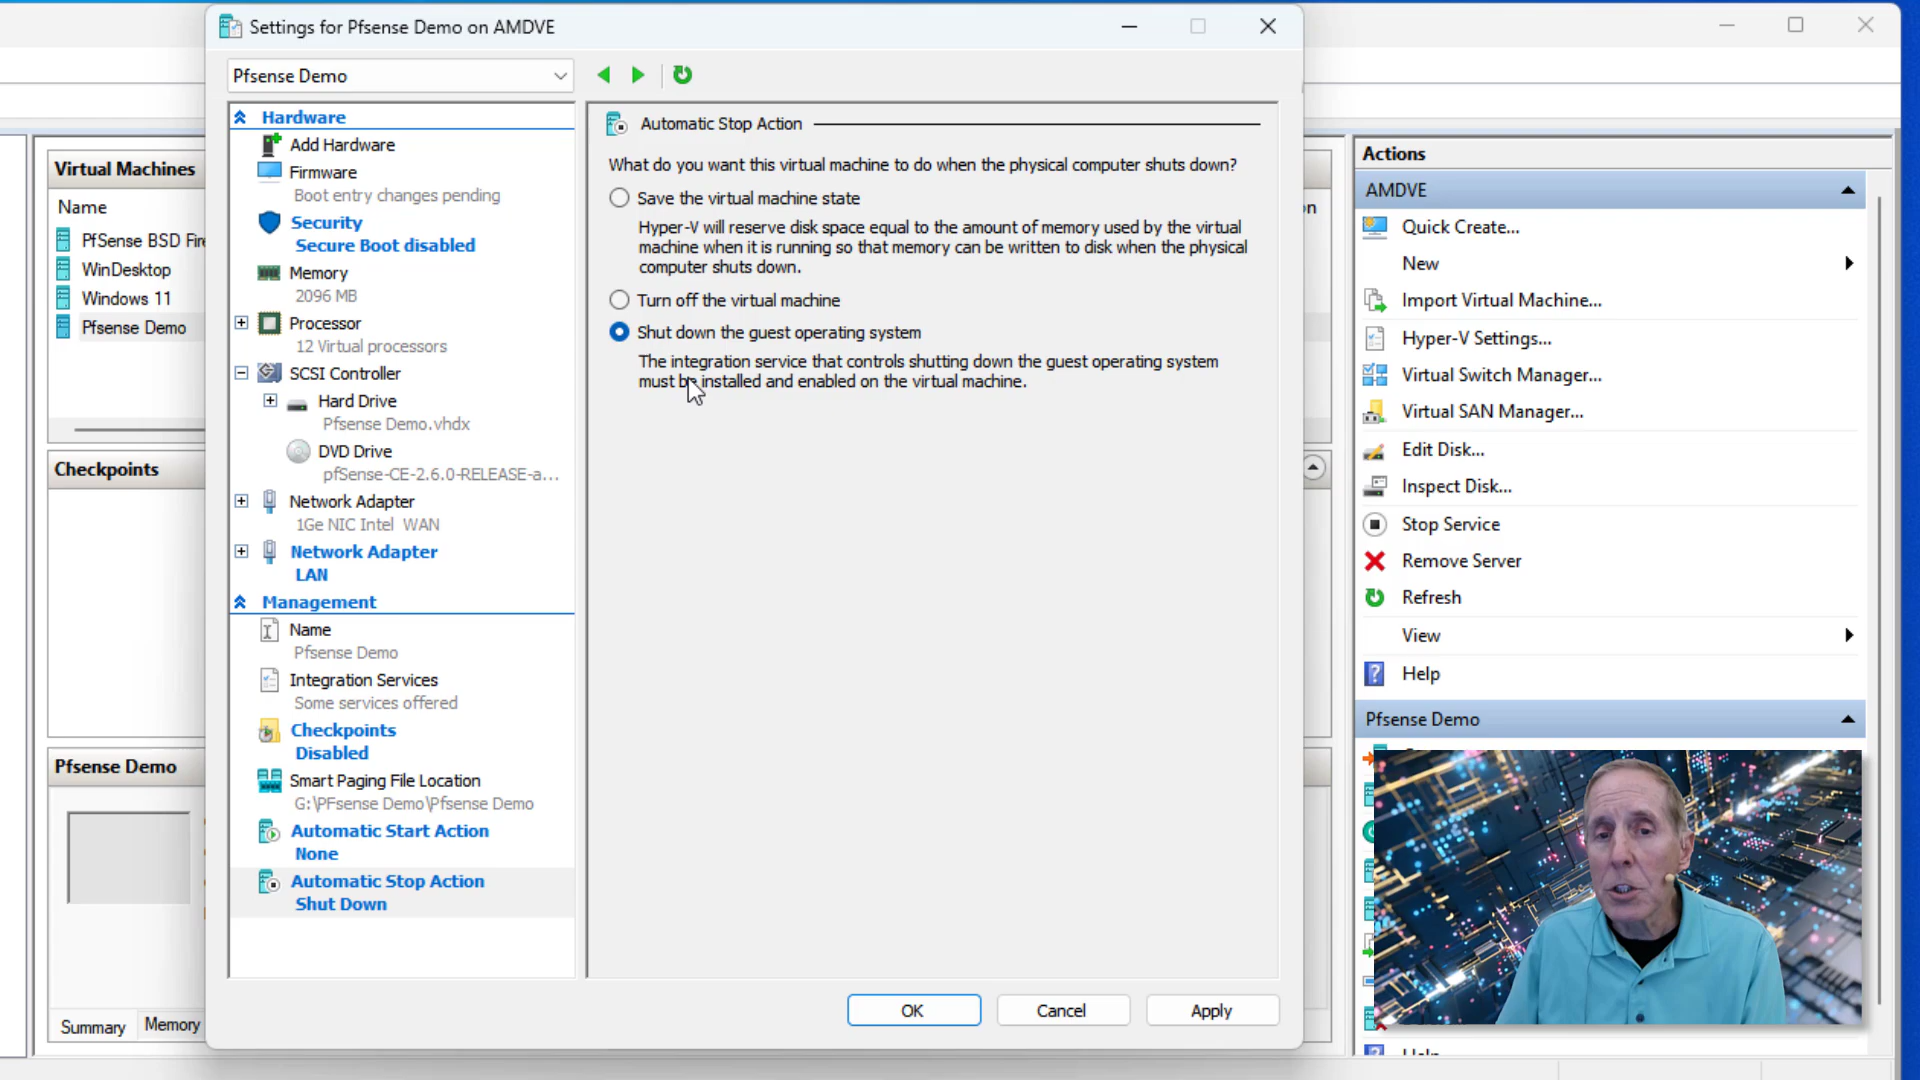 Settings for Pfsense Demo on AMDVE
Pfsense Demo
Hardware
Add Hardware
Firmware
Boot entry changes pending
Security
Secure Boot disabled
Memory
2096 MB
Processor
12 Virtual processors
SCSI Controller
Hard Drive
Pfsense Demo.vhdx
DVD Drive
pfSense-CE-2.6.0-RELEASE-a...
Network Adapter
1Ge NIC Intel WAN
Network Adapter
LAN
Management
Name
Pfsense Demo
Integration Services
Some services offered
Checkpoints
Disabled
Smart Paging File Location
G:\PFsense Demo\Pfsense Demo
Automatic Start Action
None
Automatic Stop Action
Shut Down
Automatic Stop Action
What do you want this virtual machine to do when the physical computer shuts down?
Save the virtual machine state
Hyper-V will reserve disk space equal to the amount of memory used by the virtual
machine when it is running so that memory can be written to disk when the physical
computer shuts down.
Turn off the virtual machine
Shut down the guest operating system
The integration service that controls shutting down the guest operating system
must be installed and enabled on the virtual machine.
OK
Cancel
Apply
Virtual Machines
Name
PfSense BSD Fire
WinDesktop
Windows 11
Pfsense Demo
Checkpoints
Pfsense Demo
Summary
Memory
Actions
AMDVE
Quick Create...
New
Import Virtual Machine...
Hyper-V Settings...
Virtual Switch Manager...
Virtual SAN Manager...
Edit Disk...
Inspect Disk...
Stop Service
Remove Server
Refresh
View
Help
Pfsense Demo
Help